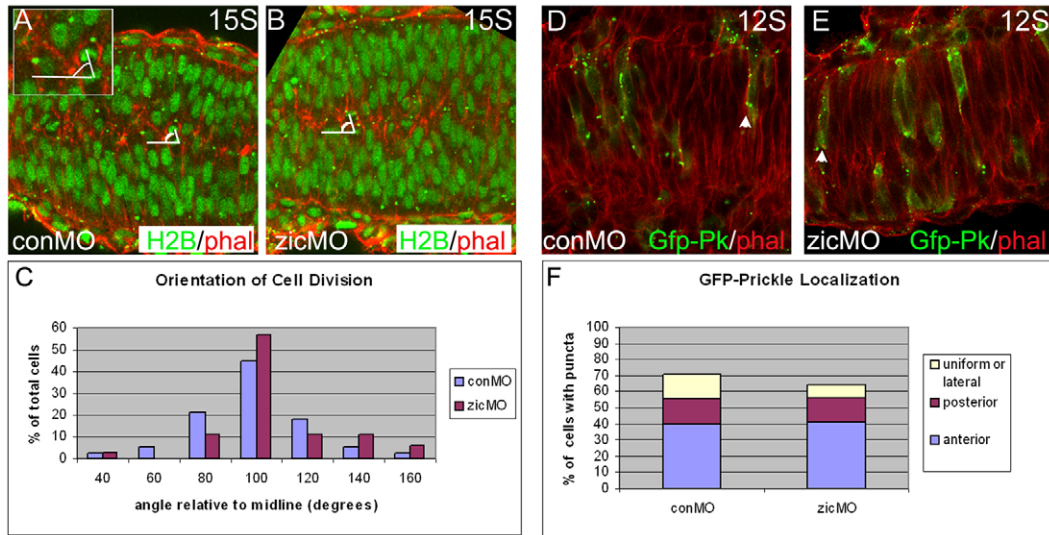 A
15S
conMO
H2B/phal
B
15S
zicMO
H2B/phal
D
12S
conMO
Gfp-Pk/phal
E
12S
zicMO
Gfp-Pk/phal
C
Orientation of Cell Division
% of total cells
60
50
40
30
20
10
0
40 60 80 100 120 140 160
angle relative to midline (degrees)
conMO
zicMO
F
GFP-Prickle Localization
% of cells with puncta
100
90
80
70
60
50
40
30
20
10
0
conMO zicMO
uniform or
lateral
posterior
anterior